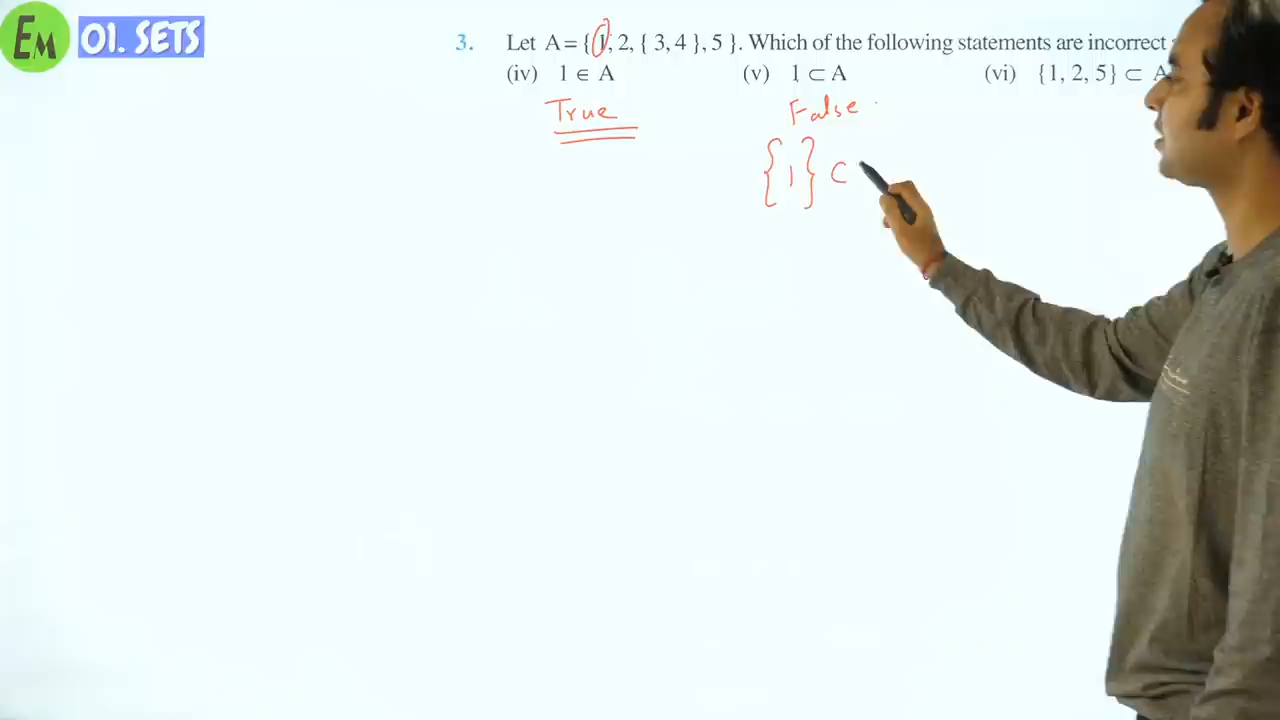 Em 01. SETS
3. Let A = { 1, 2, { 3, 4 }, 5 }. Which of the following statements are incorrect
(iv) 1 ∈ A (v) 1 ⊂ A (vi) {1, 2, 5} ⊂ A
True False
{1} ⊂